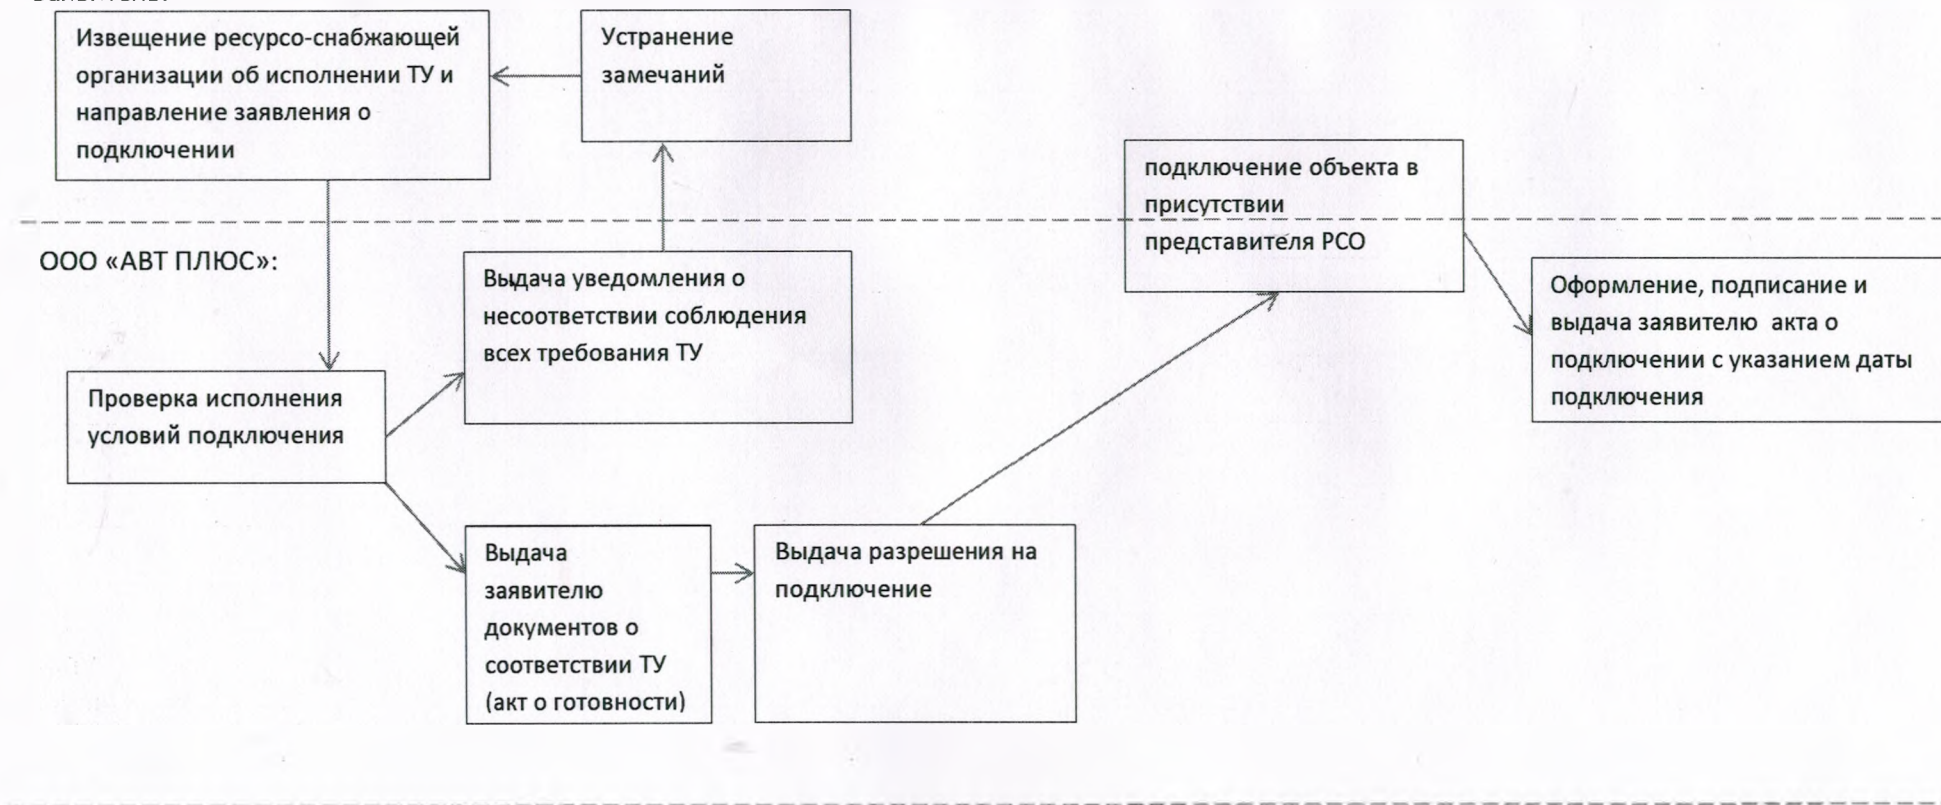 Извещение ресурсо-снабжающей
организации об исполнении ТУ и
направление заявления о
подключении
Устранение
замечаний
подключение объекта в
присутствии
представителя РСО
ООО «АВТ ПЛЮС»:
Выдача уведомления о
несоответствии соблюдения
всех требования ТУ
Оформление, подписание и
выдача заявителю акта о
подключении с указанием даты
подключения
Проверка исполнения
условий подключения
Выдача
заявителю
документов о
соответствии ТУ
(акт о готовности)
Выдача разрешения на
подключение